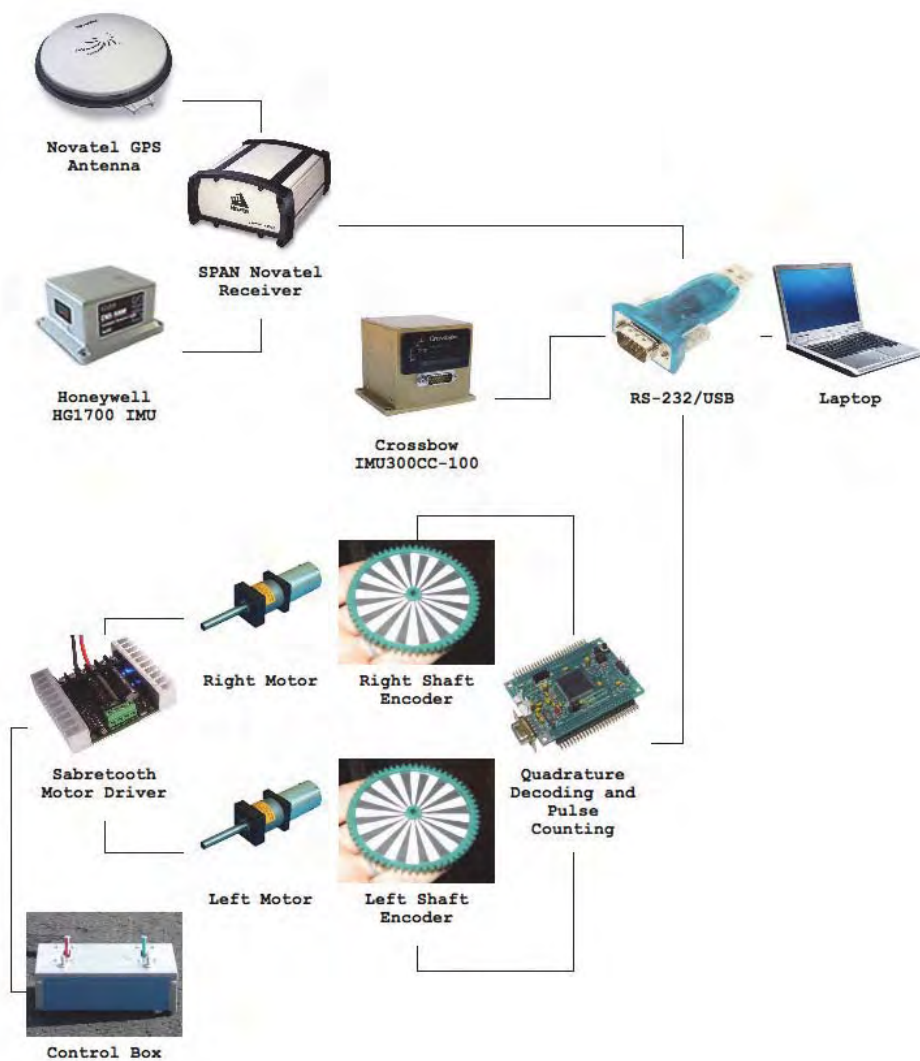 Novatel GPS
Antenna
SPAN Novatel
Receiver
Honeywell
HG1700 IMU
Crossbow
Crossbow
IMU300CC-100
RS-232/USB
Laptop
Right Motor
Right Shaft
Encoder
Sabretooth
Motor Driver
Quadrature
Decoding and
Pulse
Counting
Left Motor
Left Shaft
Encoder
Control Box